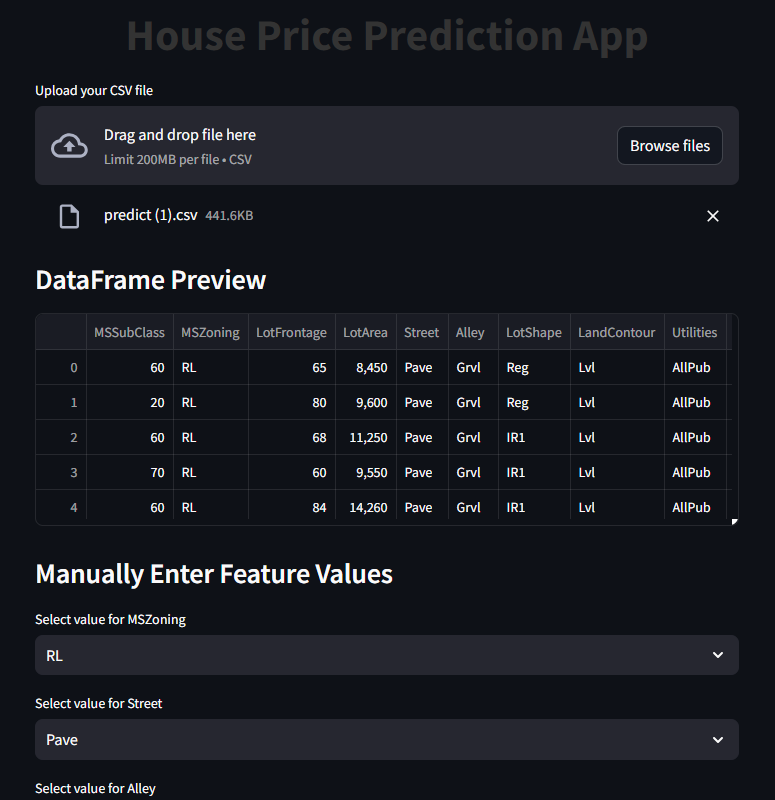 House Price Prediction App
Upload your CSV file
Drag and drop file here
Limit 200MB per file • CSV
Browse files
predict (1).csv 441.6KB
DataFrame Preview
MSSubClass MSZoning LotFrontage LotArea Street Alley LotShape LandContour Utilities
0 60 RL 65 8,450 Pave Grvl Reg Lvl AllPub
1 20 RL 80 9,600 Pave Grvl Reg Lvl AllPub
2 60 RL 68 11,250 Pave Grvl IR1 Lvl AllPub
3 70 RL 60 9,550 Pave Grvl IR1 Lvl AllPub
4 60 RL 84 14,260 Pave Grvl IR1 Lvl AllPub
Manually Enter Feature Values
Select value for MSZoning
RL
Select value for Street
Pave
Select value for Alley